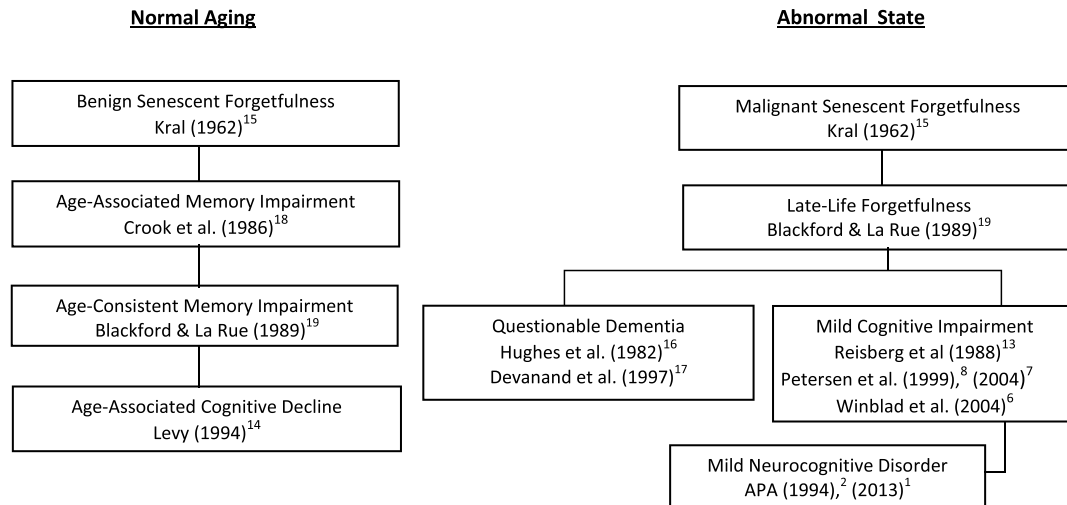 Normal Aging
Benign Senescent Forgetfulness
Kral (1962)15
Age-Associated Memory Impairment
Crook et al. (1986)18
Age-Consistent Memory Impairment
Blackford & La Rue (1989)19
Age-Associated Cognitive Decline
Levy (1994)14
Abnormal State
Malignant Senescent Forgetfulness
Kral (1962)15
Late-Life Forgetfulness
Blackford & La Rue (1989)19
Questionable Dementia
Hughes et al. (1982)16
Devanand et al. (1997)17
Mild Cognitive Impairment
Reisberg et al (1988)13
Petersen et al. (1999),8 (2004)7
Winblad et al. (2004)6
Mild Neurocognitive Disorder
APA (1994),2 (2013)1